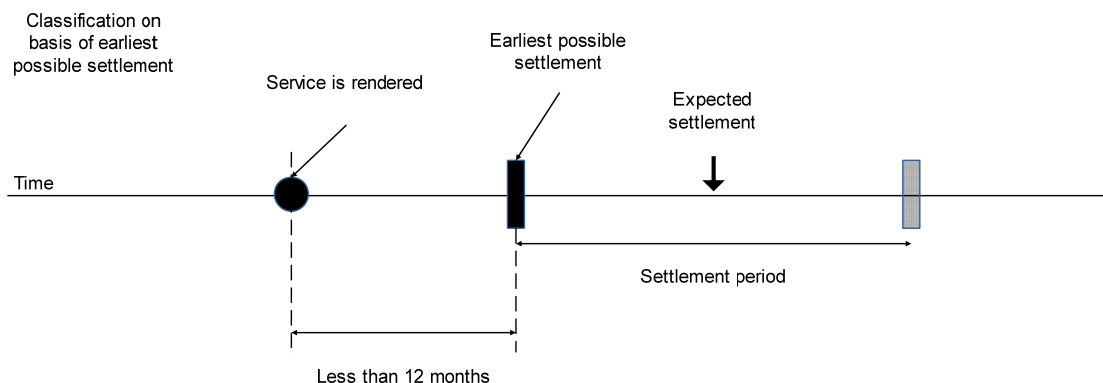 Classification on
basis of earliest
possible settlement
Service is rendered
Earliest possible
settlement
Expected
settlement
Time
Settlement period
Less than 12 months